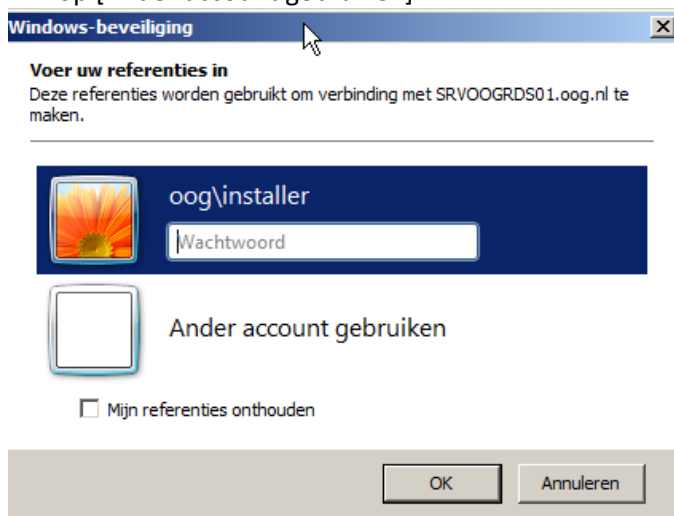 Windows-beveiliging
Voer uw referenties in
Deze referenties worden gebruikt om verbinding met SRVOOGRDS01.oog.nl te
maken.
oog\installer
Wachtwoord
Ander account gebruiken
Mijn referenties onthouden
OK Annuleren